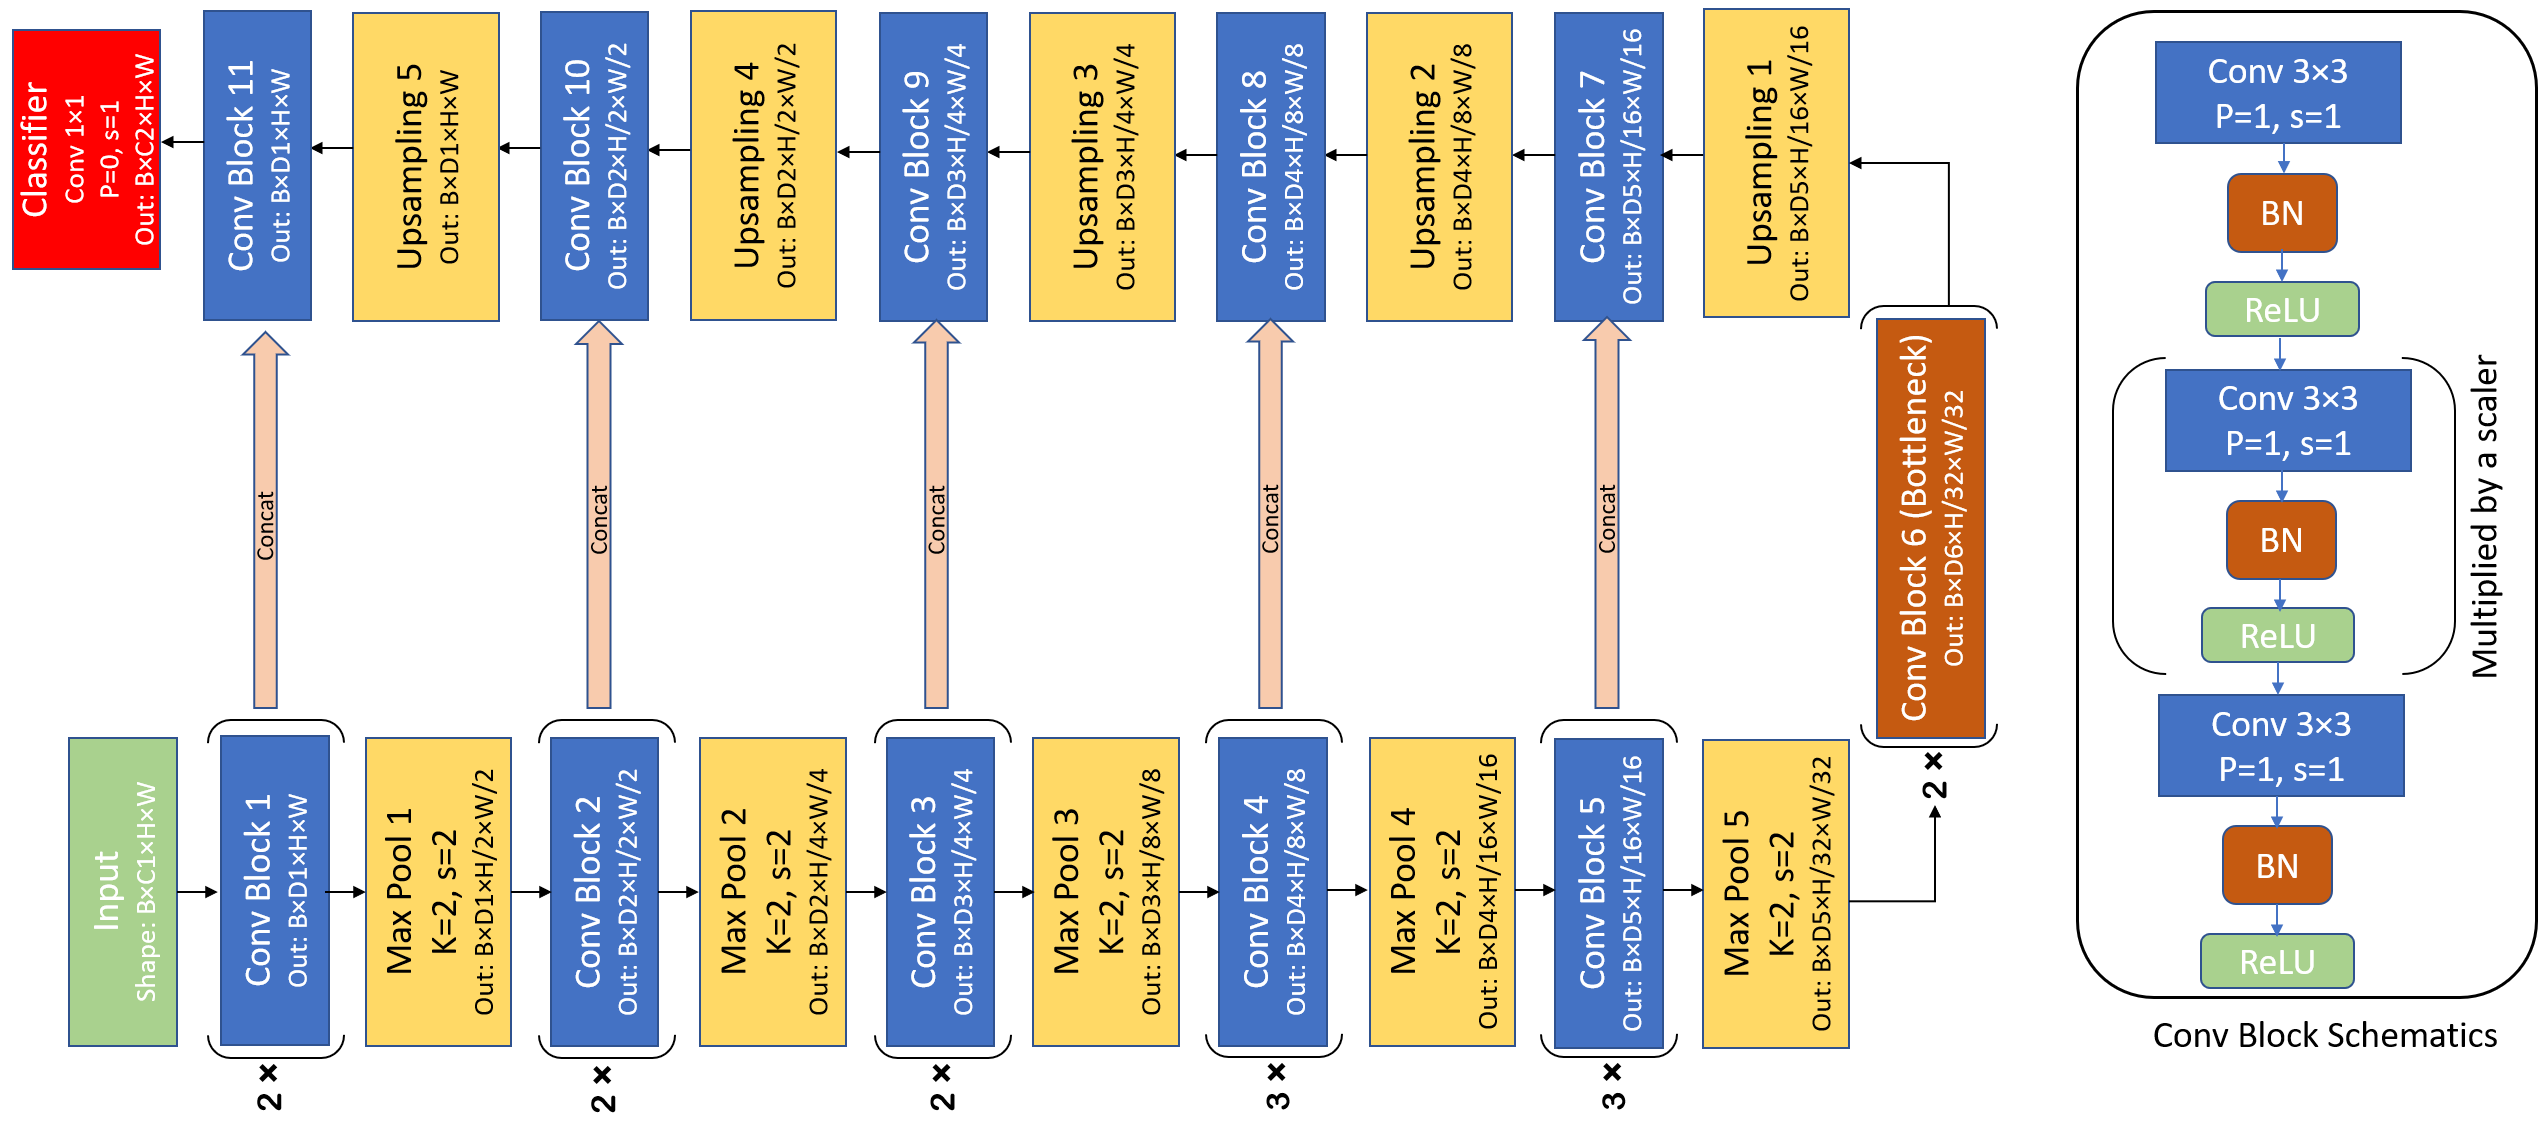 Classifier
Conv 1×1
P=0, s=1
Out: B×C2×H×W
Conv Block 11
Out: B×D1×H×W
Upsampling 5
Out: B×D1×H×W
Conv Block 10
Out: B×D2×H/2×W/2
Upsampling 4
Out: B×D2×H/2×W/2
Conv Block 9
Out: B×D3×H/4×W/4
Upsampling 3
Out: B×D3×H/4×W/4
Conv Block 8
Out: B×D4×H/8×W/8
Upsampling 2
Out: B×D4×H/8×W/8
Conv Block 7
Out: B×D5×H/16×W/16
Upsampling 1
Out: B×D5×H/16×W/16
Concat
Concat
Concat
Concat
Concat
Conv Block 6 (Bottleneck)
Out: B×D6×H/32×W/32
2 ×
Input
Shape: B×C1×H×W
Conv Block 1
Out: B×D1×H×W
2 ×
Max Pool 1
K=2, s=2
Out: B×D1×H/2×W/2
Conv Block 2
Out: B×D2×H/2×W/2
2 ×
Max Pool 2
K=2, s=2
Out: B×D2×H/4×W/4
Conv Block 3
Out: B×D3×H/4×W/4
2 ×
Max Pool 3
K=2, s=2
Out: B×D3×H/8×W/8
Conv Block 4
Out: B×D4×H/8×W/8
3 ×
Max Pool 4
K=2, s=2
Out: B×D4×H/16×W/16
Conv Block 5
Out: B×D5×H/16×W/16
3 ×
Max Pool 5
K=2, s=2
Out: B×D5×H/32×W/32
Conv 3×3
P=1, s=1
BN
ReLU
Conv 3×3
P=1, s=1
BN
ReLU
Multiplied by a scaler
Conv 3×3
P=1, s=1
BN
ReLU
Conv Block Schematics